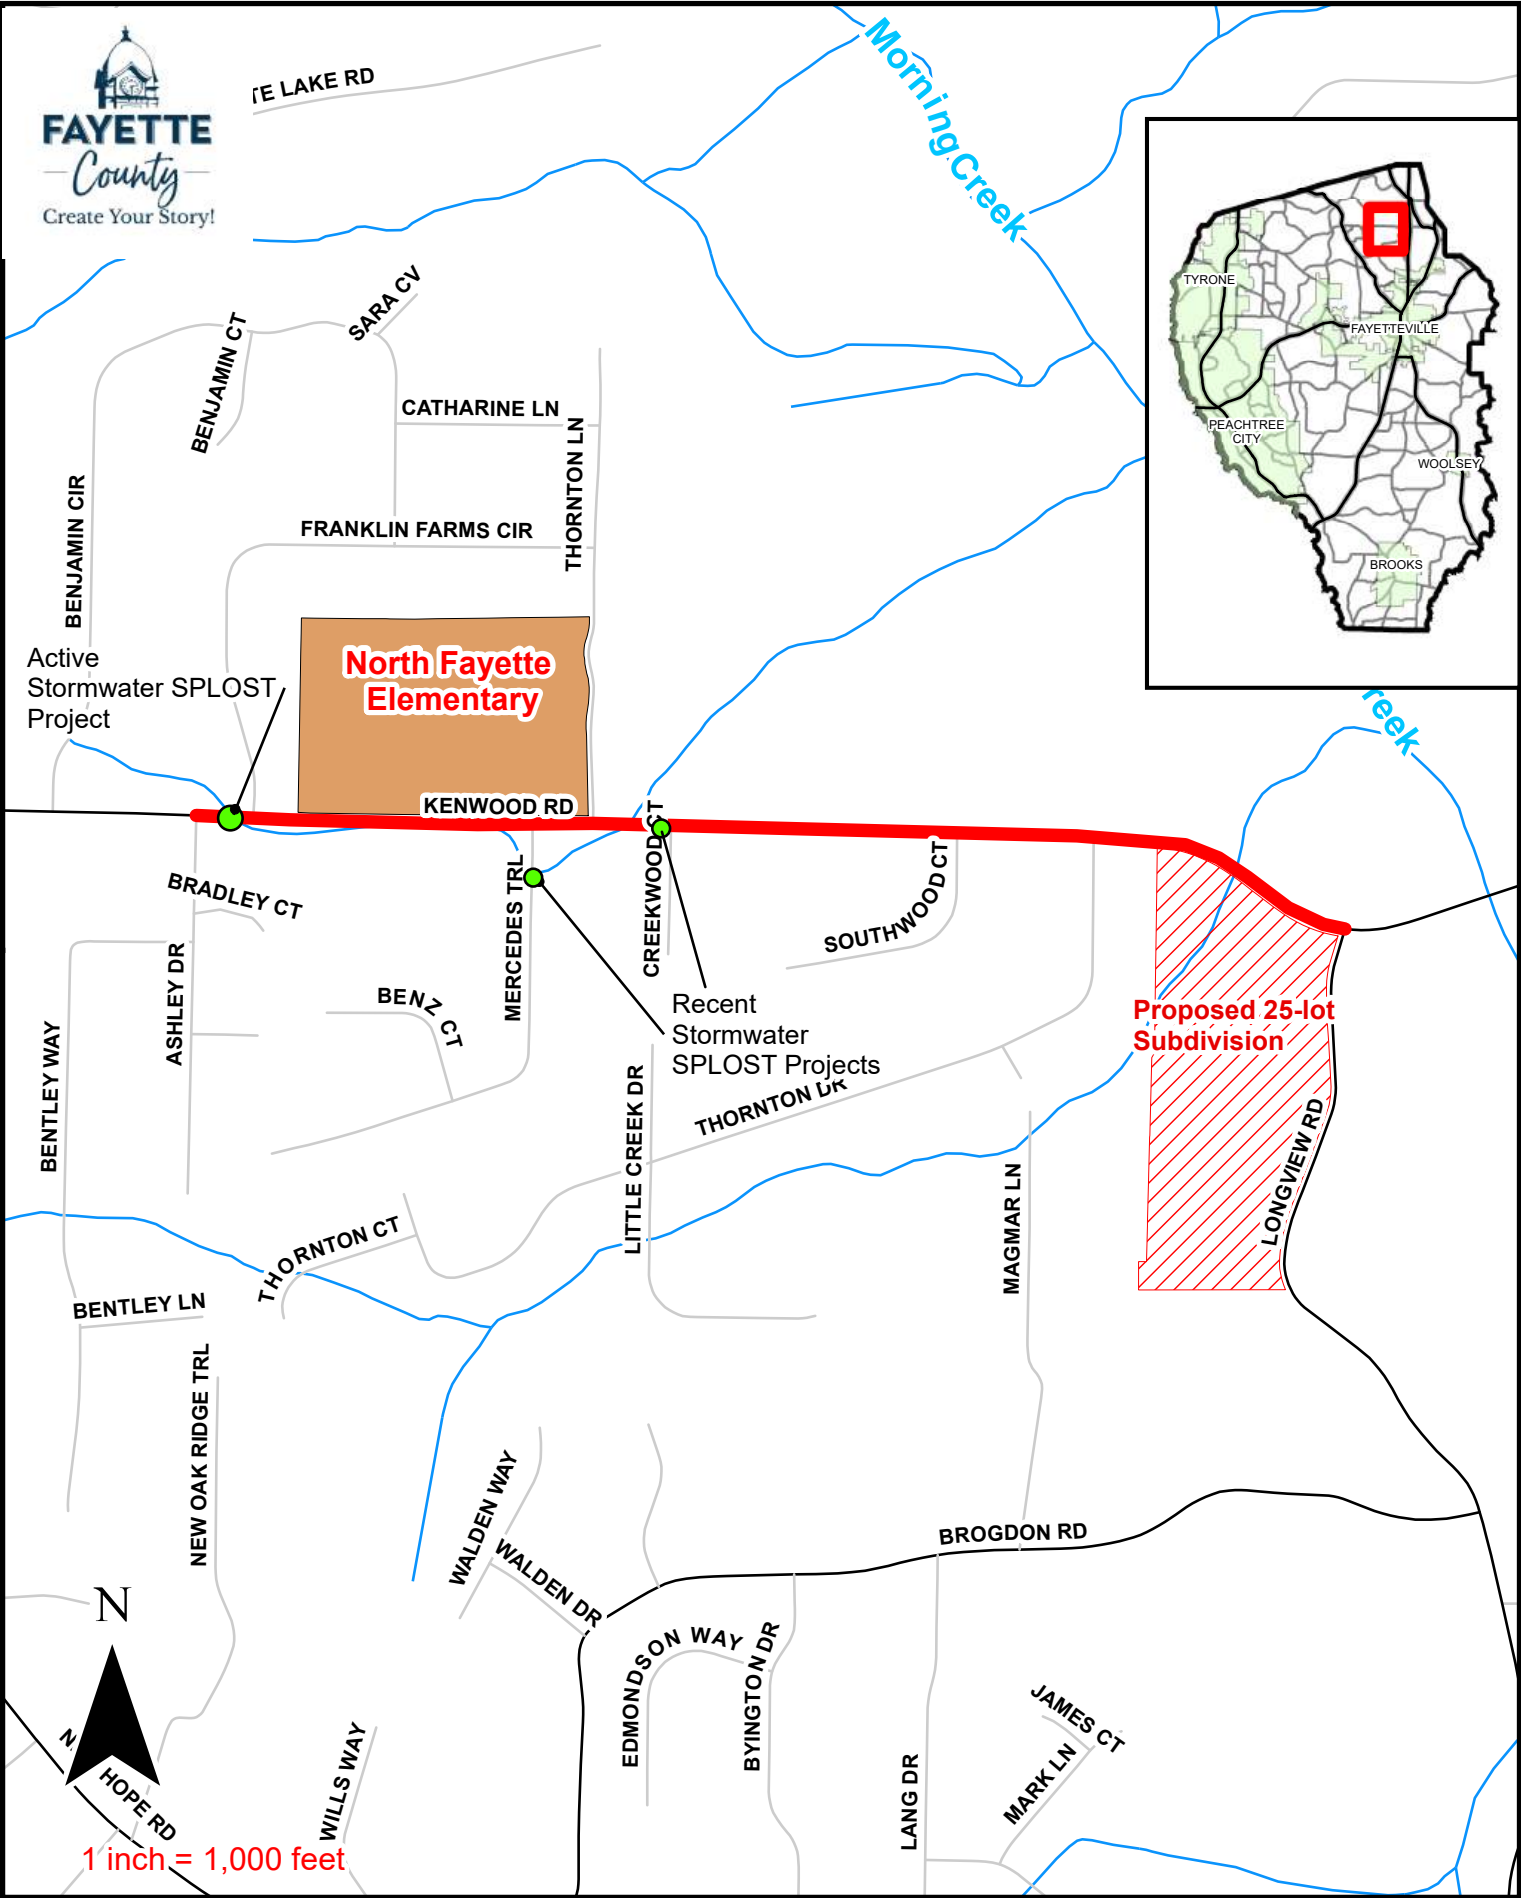 FAYETTE
County
Create Your Story!
TE LAKE RD
Morning Creek
SARA CV
BENJAMIN CT
CATHARINE LN
THORNTON LN
BENJAMIN CIR
FRANKLIN FARMS CIR
TYRONE
FAYETTEVILLE
PEACHTREE
CITY
WOOLSEY
BROOKS
Active
Stormwater SPLOST
Project
North Fayette
Elementary
reek
KENWOOD RD
BRADLEY CT
ASHLEY DR
MERCEDES TRL
CREEKWOOD CT
SOUTHWOOD CT
BENZ CT
BENTLEY WAY
Recent
Stormwater
SPLOST Projects
Proposed 25-lot
Subdivision
THORNTON DR
LITTLE CREEK DR
LONGVIEW RD
MAGMAR LN
THORNTON CT
BENTLEY LN
NEW OAK RIDGE TRL
WALDEN WAY
WALDEN DR
BROGDON RD
N
EDMONDSON WAY
BYINGTON DR
JAMES CT
MARK LN
LANG DR
WILLS WAY
N.
HOPE RD
1 inch = 1,000 feet